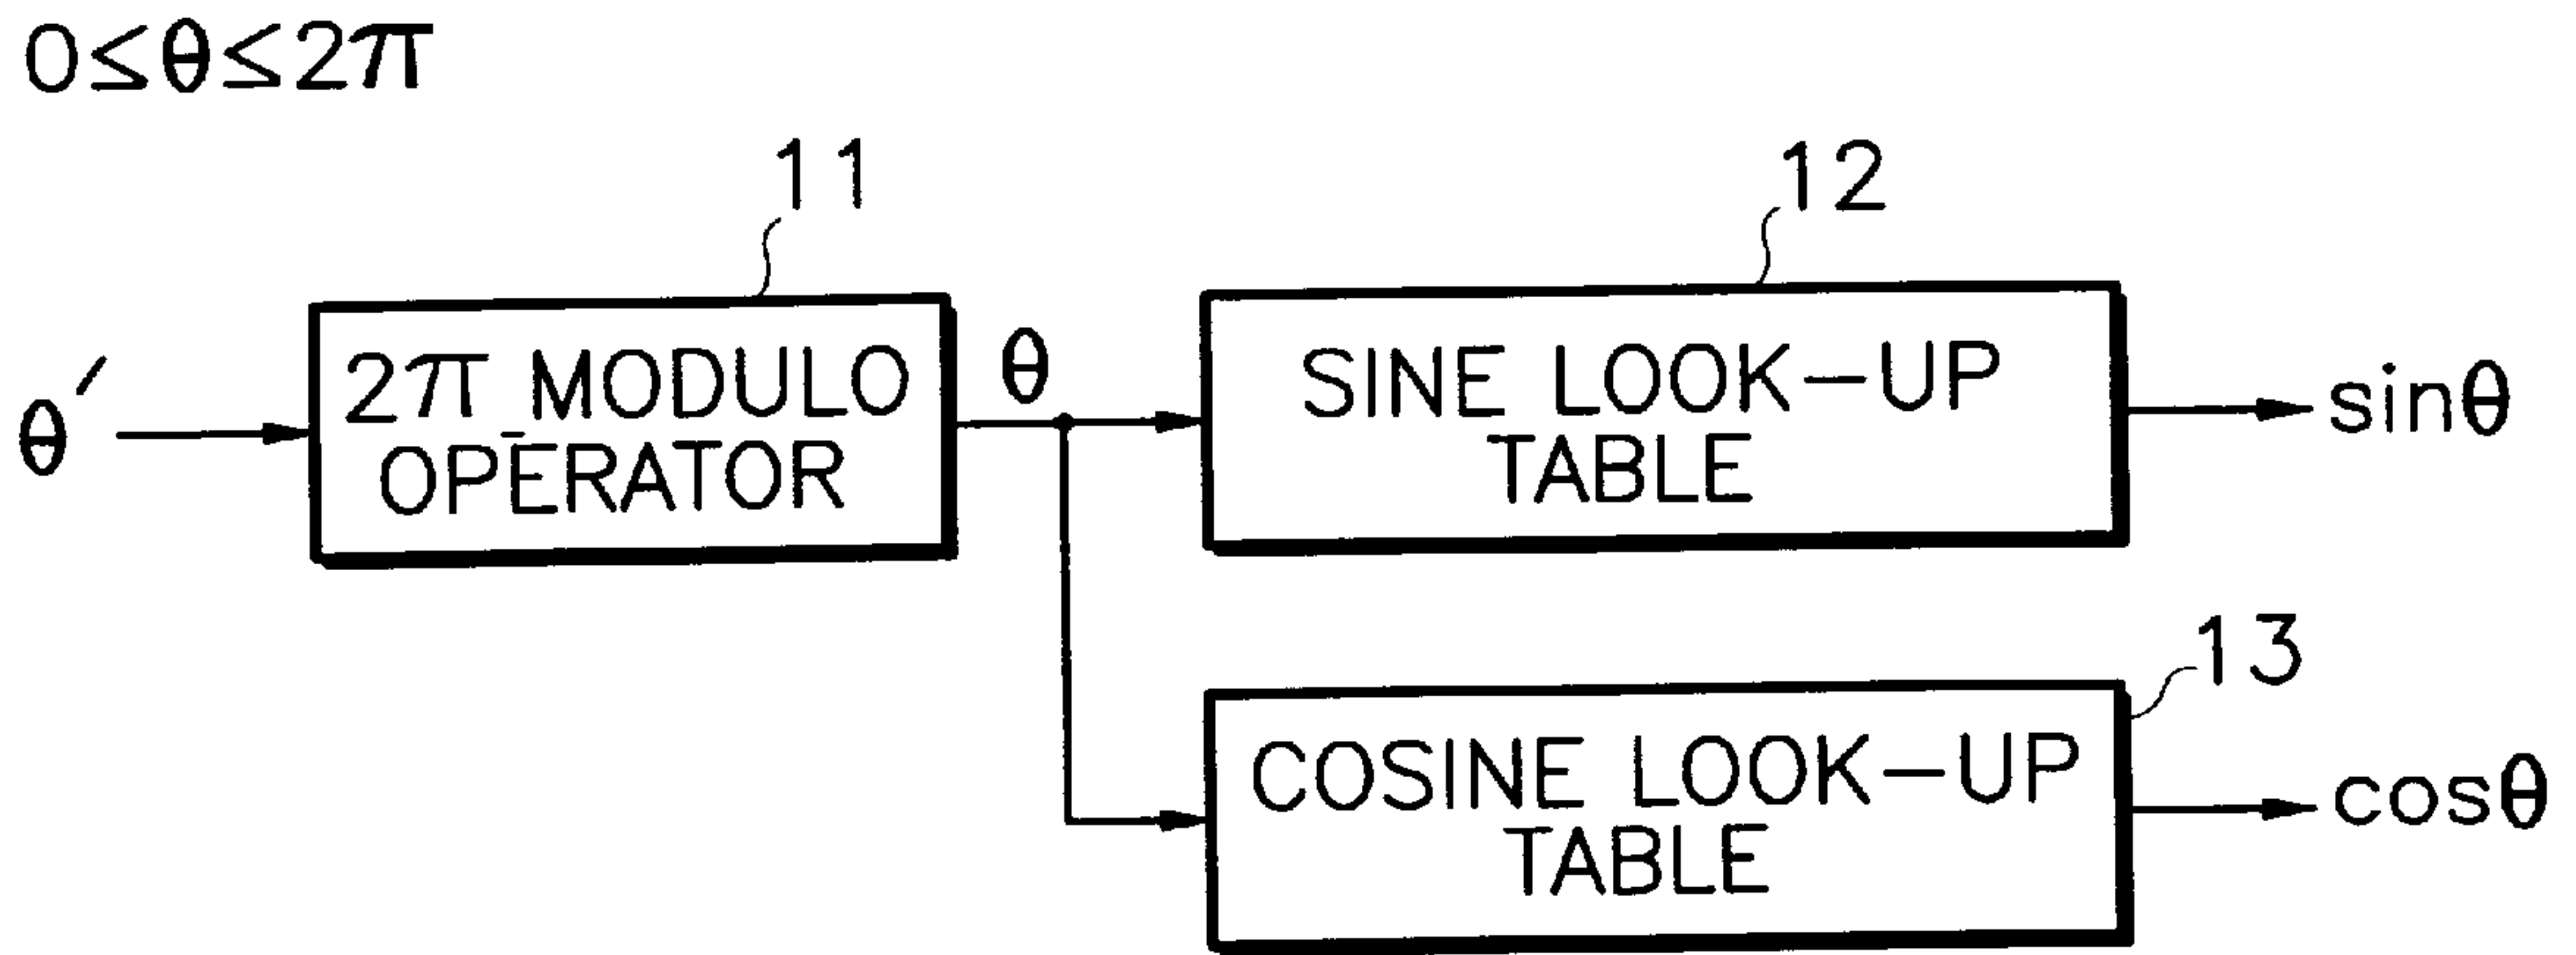 0≤θ≤2π
11
12
θ′
2π MODULO
OPERATOR
θ
SINE LOOK-UP
TABLE
sinθ
13
COSINE LOOK-UP
TABLE
cosθ